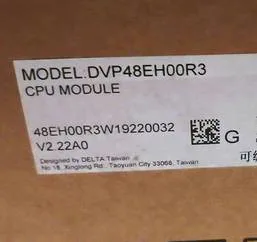 MODEL:DVP48EH00R3
CPU MODULE
48EH00R3W19220032
V2.22A0
G
Designed by DELTA Taiwan
No 18, Xinglong Rd., Taoyuan City 33068, Taiwan
可